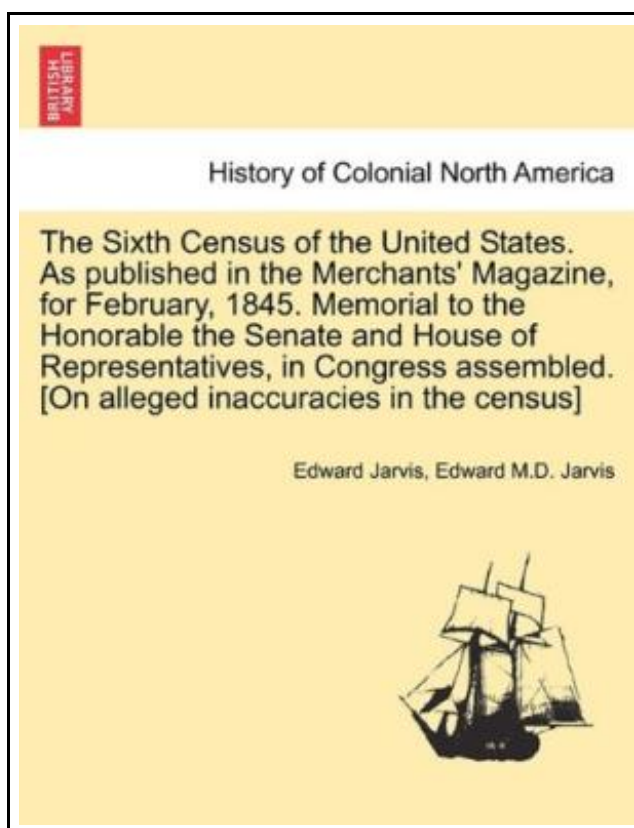 BRITISH
LIBRARY
History of Colonial North America
The Sixth Census of the United States.
As published in the Merchants' Magazine,
for February, 1845. Memorial to the
Honorable the Senate and House of
Representatives, in Congress assembled.
[On alleged inaccuracies in the census]
Edward Jarvis, Edward M.D. Jarvis